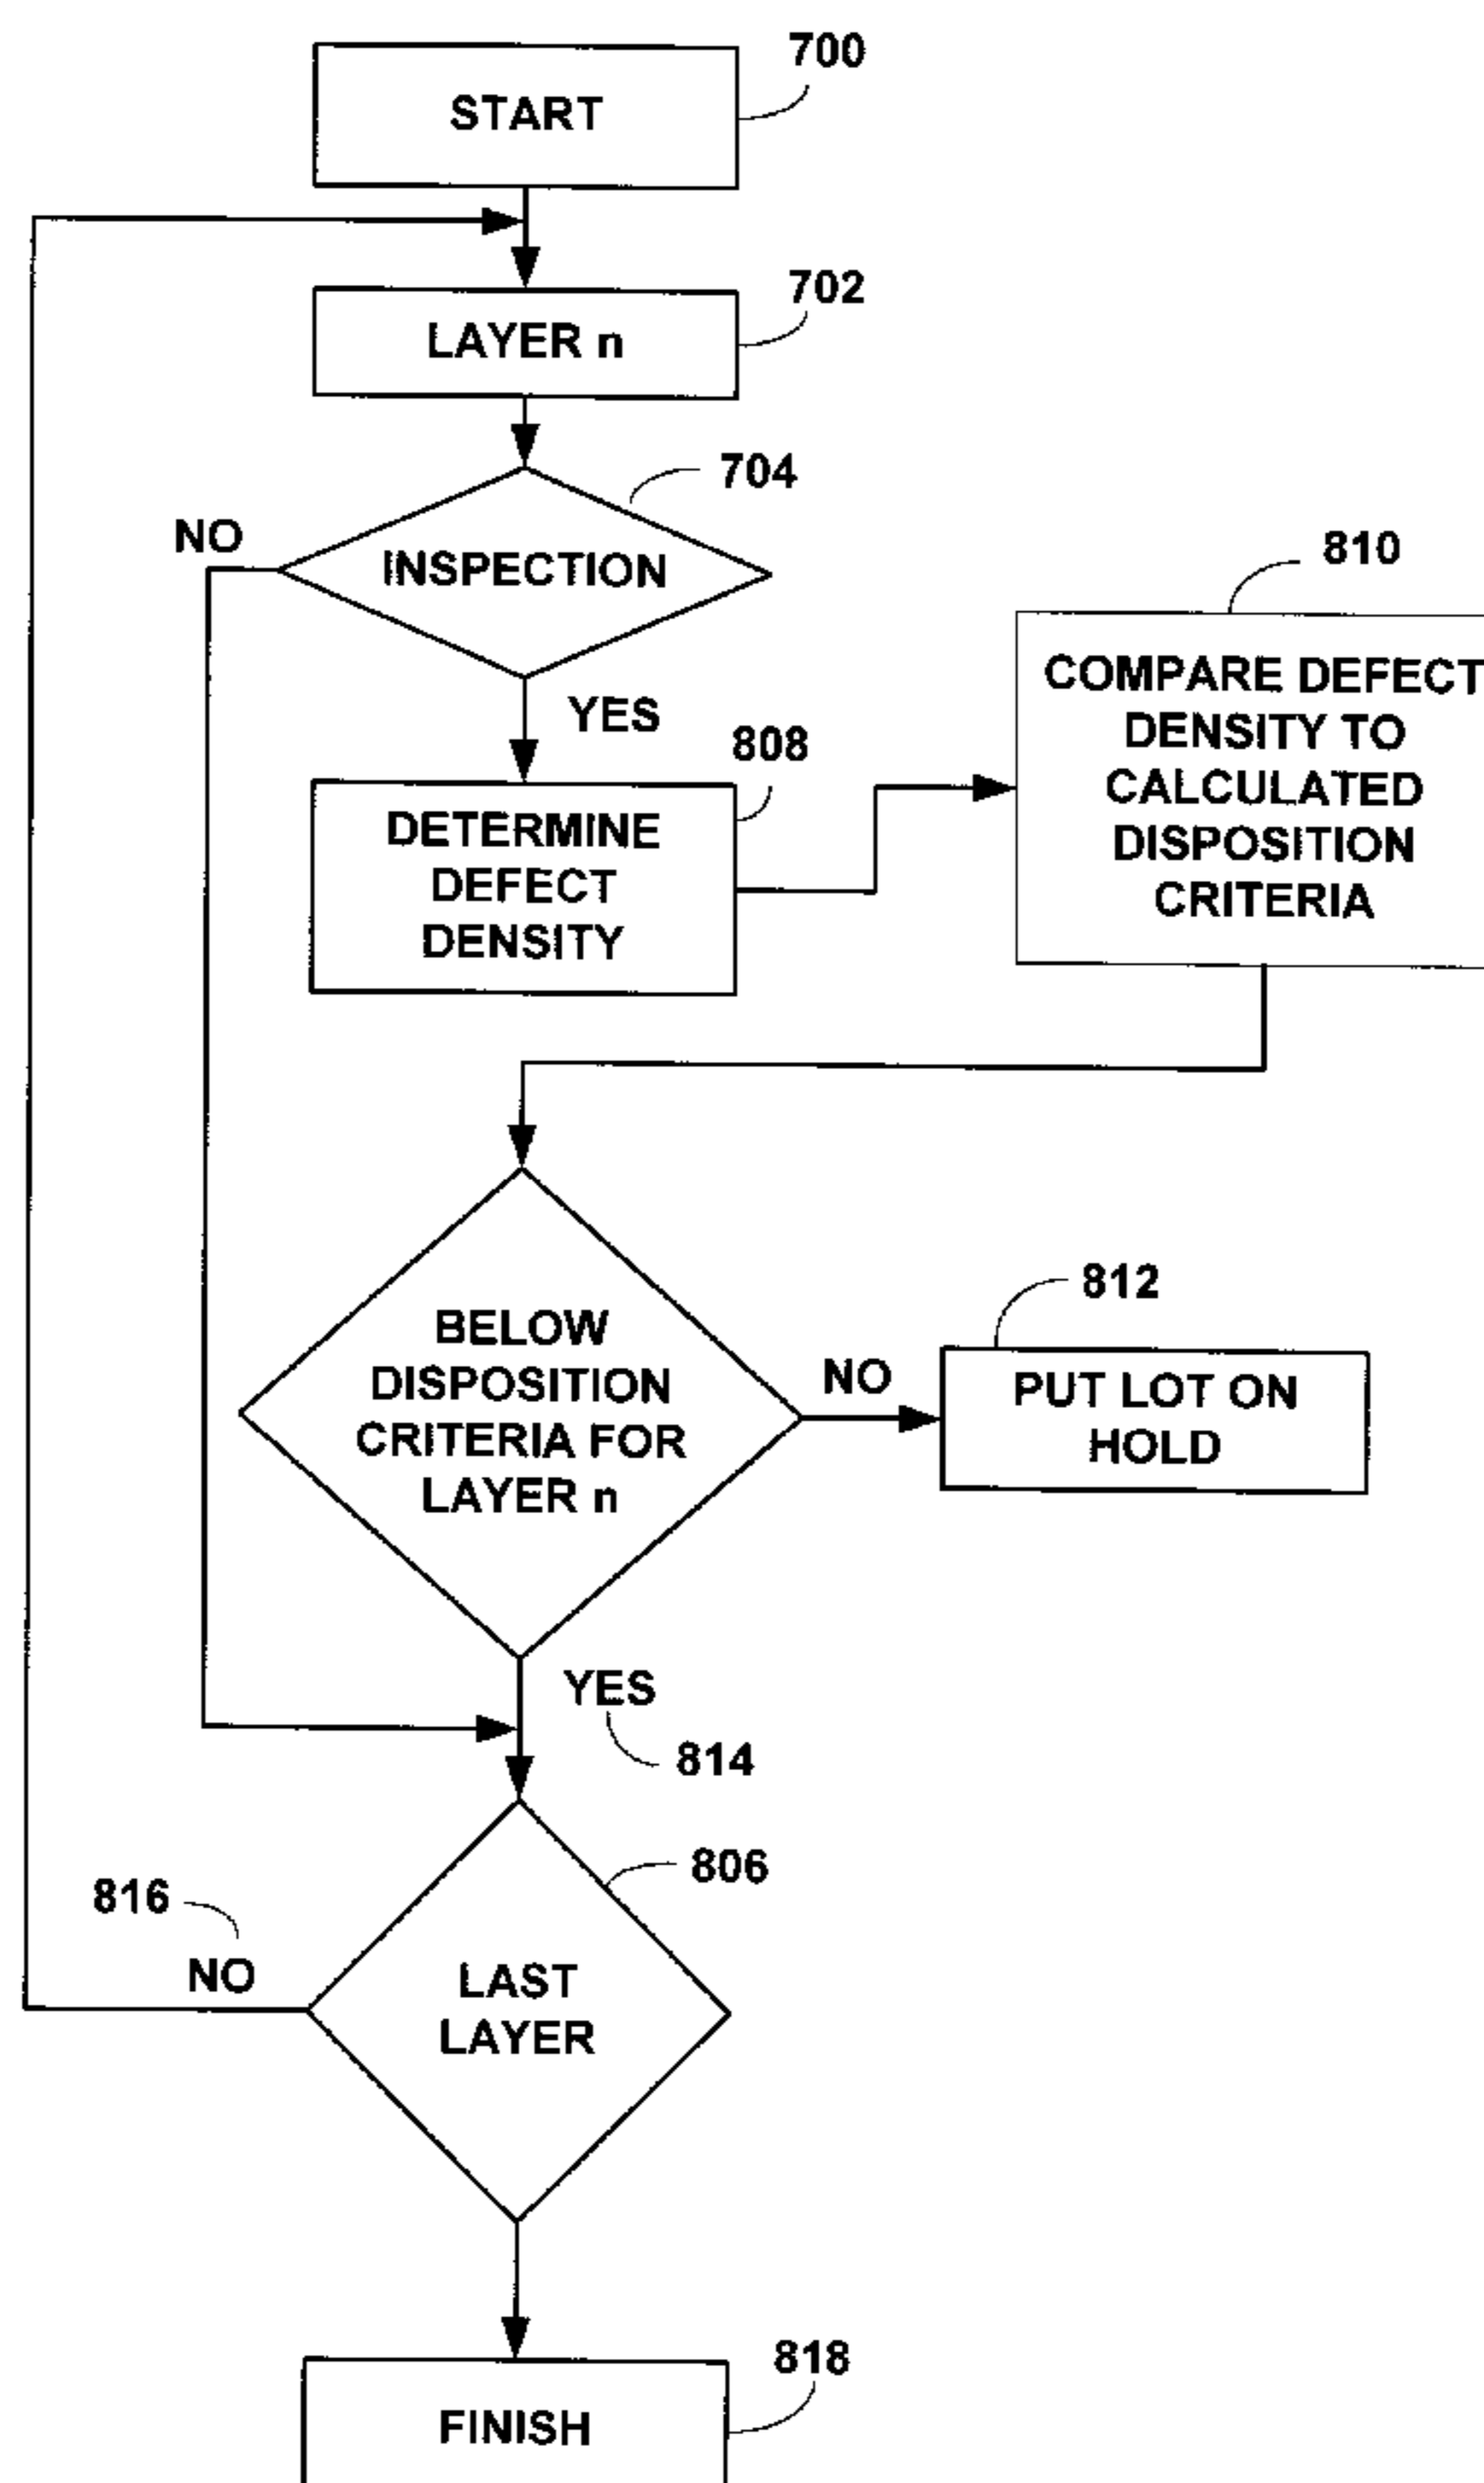 700
START
702
LAYER n
704
NO
INSPECTION
810
YES
808
COMPARE DEFECT
DENSITY TO
CALCULATED
DISPOSITION
CRITERIA
DETERMINE
DEFECT
DENSITY
812
BELOW
DISPOSITION
CRITERIA FOR
LAYER n
NO
PUT LOT ON
HOLD
YES
814
806
816
NO
LAST
LAYER
818
FINISH